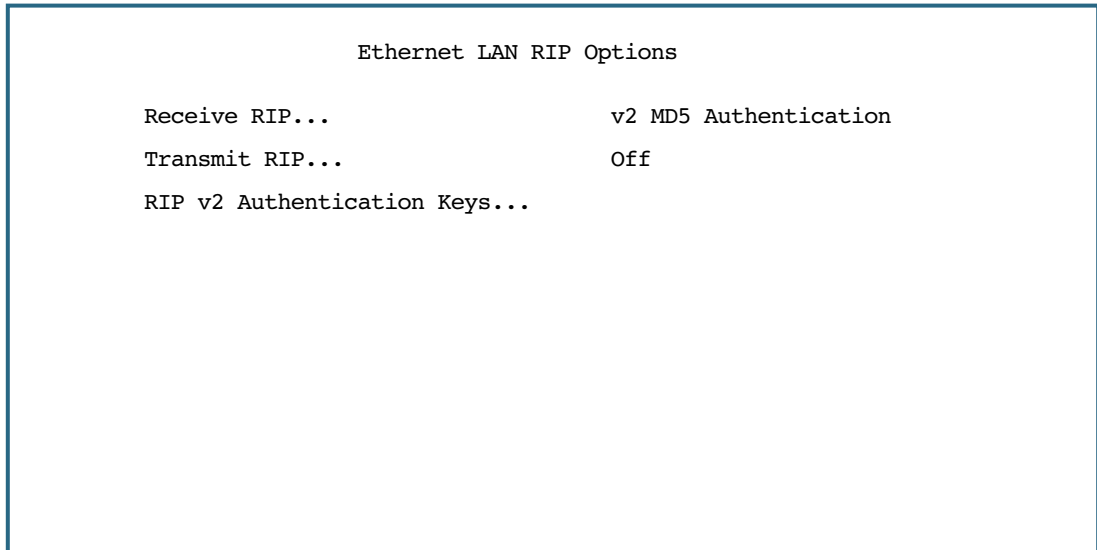 Ethernet LAN RIP Options
Receive RIP... v2 MD5 Authentication
Transmit RIP... Off
RIP v2 Authentication Keys...